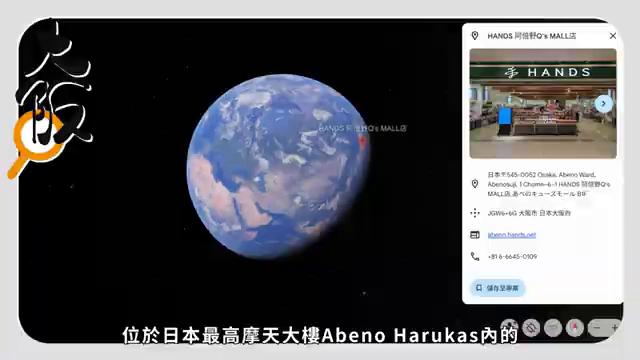 大阪
HANDS 阿倍野Q's MALL店
HANDS
HANDS 阿倍野Q's MALL店
日本〒545-0052 Osaka, Abeno Ward,
Abenosuji, 1 Chome-6-1 HANDS 阿倍野Q's
MALL店,あべのキューズモール B1F
JGW6+6G 大阪市 日本大阪府
abeno.hands.net
+81 6-6645-0109
儲存至專案
位於日本最高摩天大樓Abeno Harukas內的